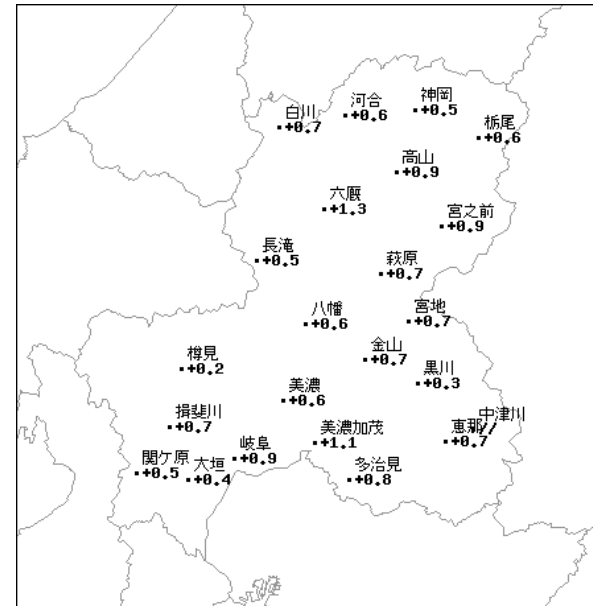 神岡
+0.5
河合
+0.6
白川
+0.7
栃尾
+0.6
高山
+0.9
六厩
+1.3
宮之前
+0.9
長滝
+0.5
萩原
+0.7
八幡
+0.6
宮地
+0.7
金山
+0.7
樽見
+0.2
黒川
+0.3
美濃
+0.6
揖斐川
+0.7
中津川
//
美濃加茂
+1.1
恵那
+0.7
岐阜
+0.9
関ケ原
+0.5
大垣
+0.4
多治見
+0.8